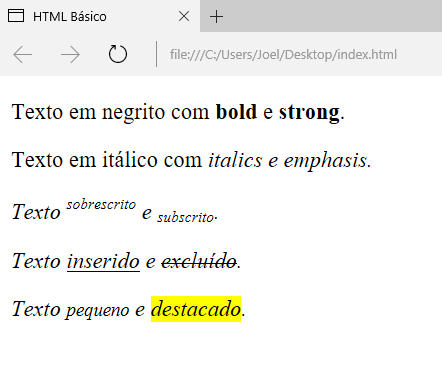 HTML Básico
file:///C:/Users/Joel/Desktop/index.html
Texto em negrito com bold e strong.
Texto em itálico com italics e emphasis.
Texto sobrescrito e subscrito.
Texto inserido e excluído.
Texto pequeno e destacado.